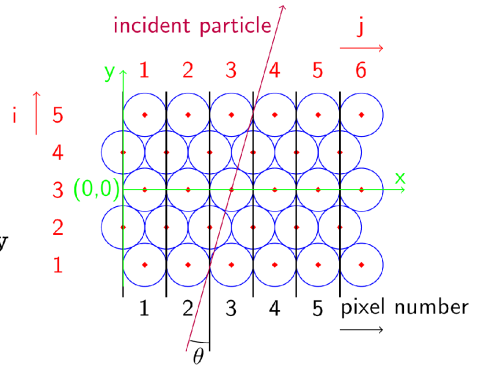 incident particle
j
y
1 2 3 4 5 6
i
5
4
(0,0)
3
x
2
y
1
1 2 3 4 5
pixel number
θ